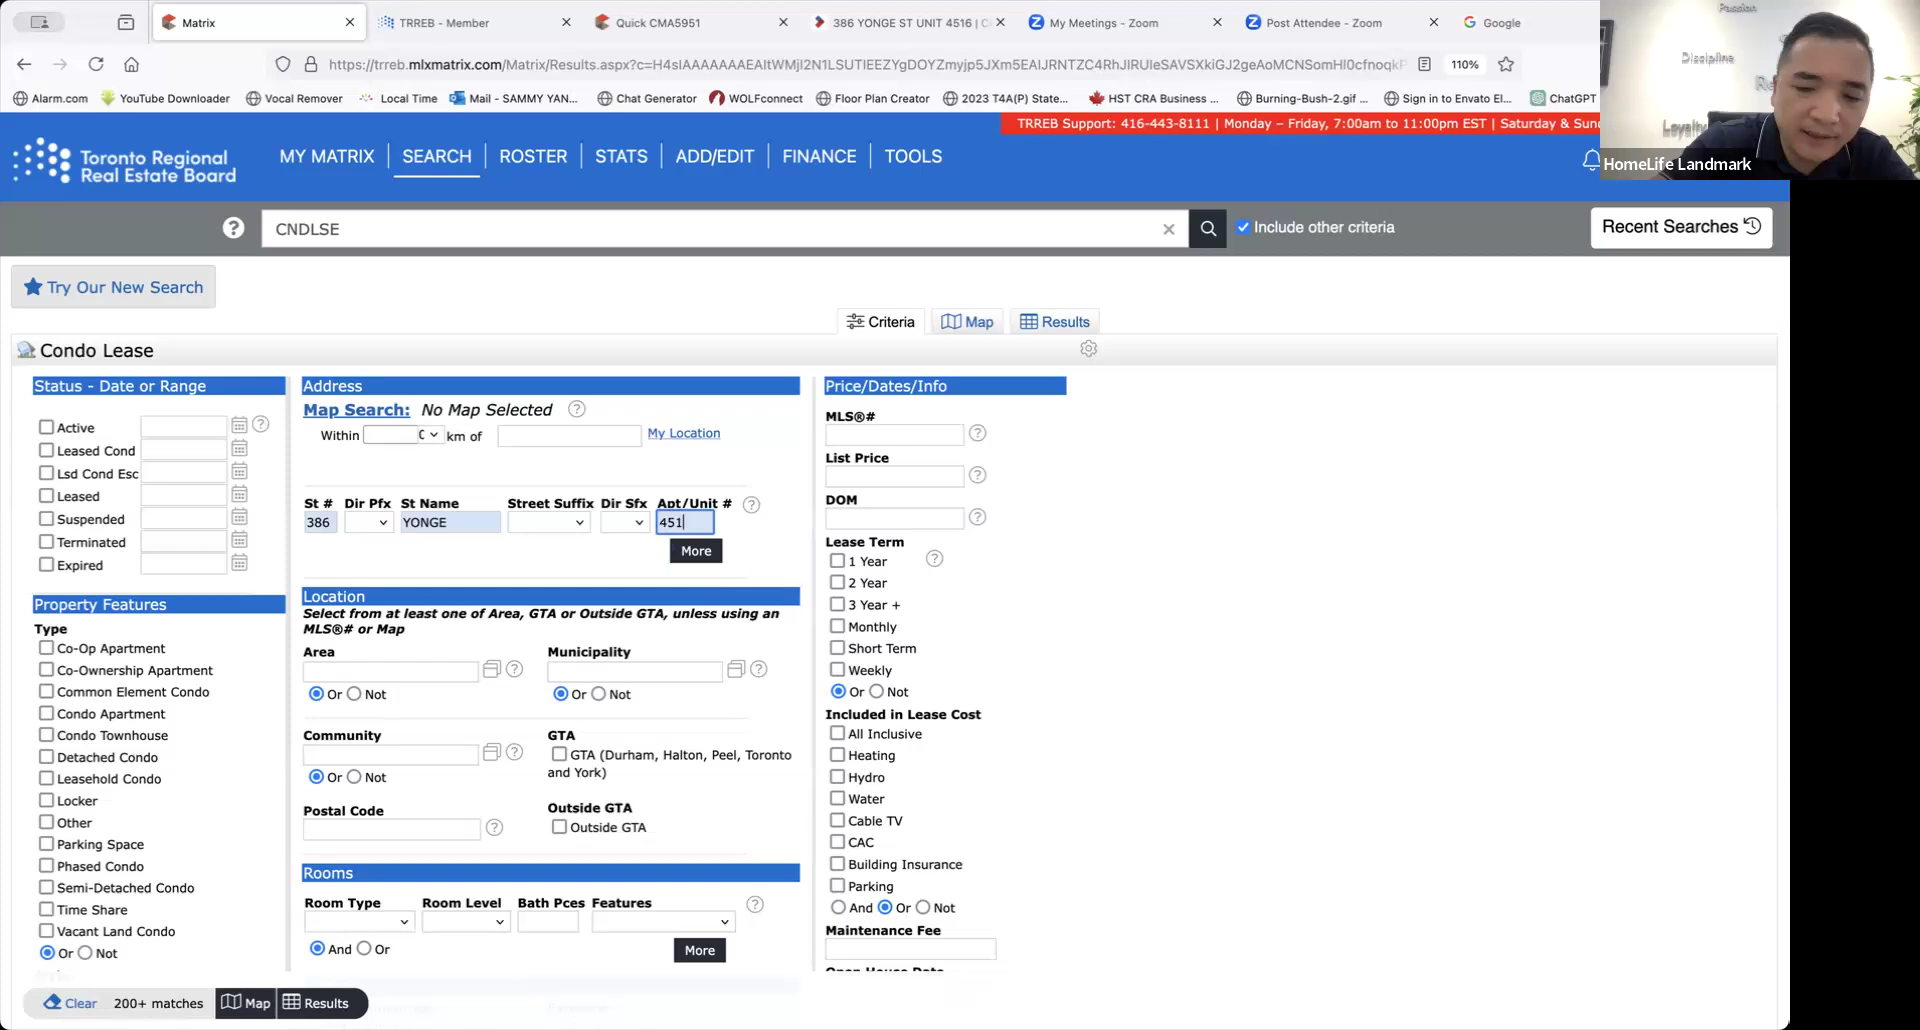 Matrix
TRREB - Member
Quick CMA5951
386 YONGE ST UNIT 4516 | C
My Meetings - Zoom
Post Attendee - Zoom
Google
https://trreb.mlxmatrix.com/Matrix/Results.aspx?c=
110%
Alarm.com
YouTube Downloader
Vocal Remover
Local Time
Mail - SAMMY YAN...
Chat Generator
WOLFconnect
Floor Plan Creator
2023 T4A(P) State...
HST CRA Business ...
Burning-Bush-2.gif ...
Sign in to Envato El...
ChatGPT
Passion
Discipline
Loyalty
HomeLife Landmark
TRREB Support: 416-443-8111 | Monday – Friday, 7:00am to 11:00pm EST | Saturday & Sun
Toronto Regional
Real Estate Board
MY MATRIX
SEARCH
ROSTER
STATS
ADD/EDIT
FINANCE
TOOLS
CNDLSE
Include other criteria
Recent Searches
Try Our New Search
Criteria
Map
Results
Condo Lease
Status - Date or Range
Active
Leased Cond
Lsd Cond Esc
Leased
Suspended
Terminated
Expired
Property Features
Type
Co-Op Apartment
Co-Ownership Apartment
Common Element Condo
Condo Apartment
Condo Townhouse
Detached Condo
Leasehold Condo
Locker
Other
Parking Space
Phased Condo
Semi-Detached Condo
Time Share
Vacant Land Condo
Or Not
Address
Map Search: No Map Selected
Within km of
My Location
St # Dir Pfx St Name Street Suffix Dir Sfx Apt/Unit #
386 YONGE 451
More
Location
Select from at least one of Area, GTA or Outside GTA, unless using an
MLS®# or Map
Area
Municipality
Or Not
Or Not
Community
GTA
GTA (Durham, Halton, Peel, Toronto
and York)
Or Not
Postal Code
Outside GTA
Outside GTA
Rooms
Room Type Room Level Bath Pces Features
And Or
More
Price/Dates/Info
MLS®#
List Price
DOM
Lease Term
1 Year
2 Year
3 Year +
Monthly
Short Term
Weekly
Or Not
Included in Lease Cost
All Inclusive
Heating
Hydro
Water
Cable TV
CAC
Building Insurance
Parking
And Or Not
Maintenance Fee
Open House Date
Clear
200+ matches
Map
Results